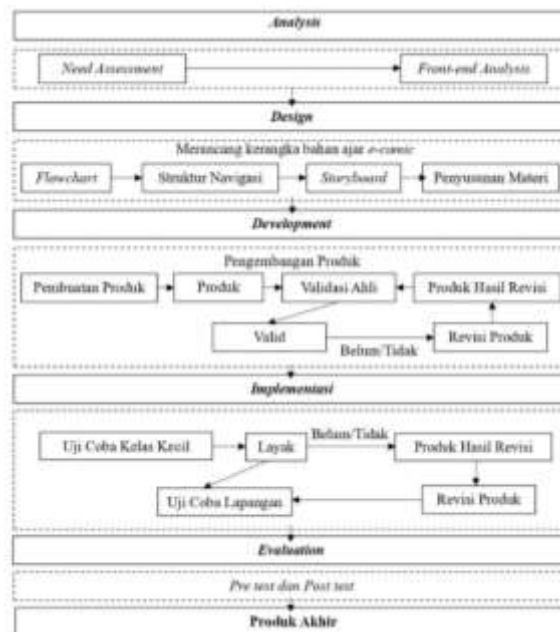 Analysis
Need Assessment
Front-end Analysis
Design
Merancang kerangka bahan ajar e-comic
Flowchart
Struktur Navigasi
Storyboard
Penyusunan Materi
Development
Pengembangan Produk
Pembuatan Produk
Produk
Validasi Ahli
Produk Hasil Revisi
Valid
Belum/Tidak
Revisi Produk
Implementasi
Uji Coba Kelas Kecil
Layak
Belum/Tidak
Produk Hasil Revisi
Uji Coba Lapangan
Revisi Produk
Evaluation
Pre test dan Post test
Produk Akhir